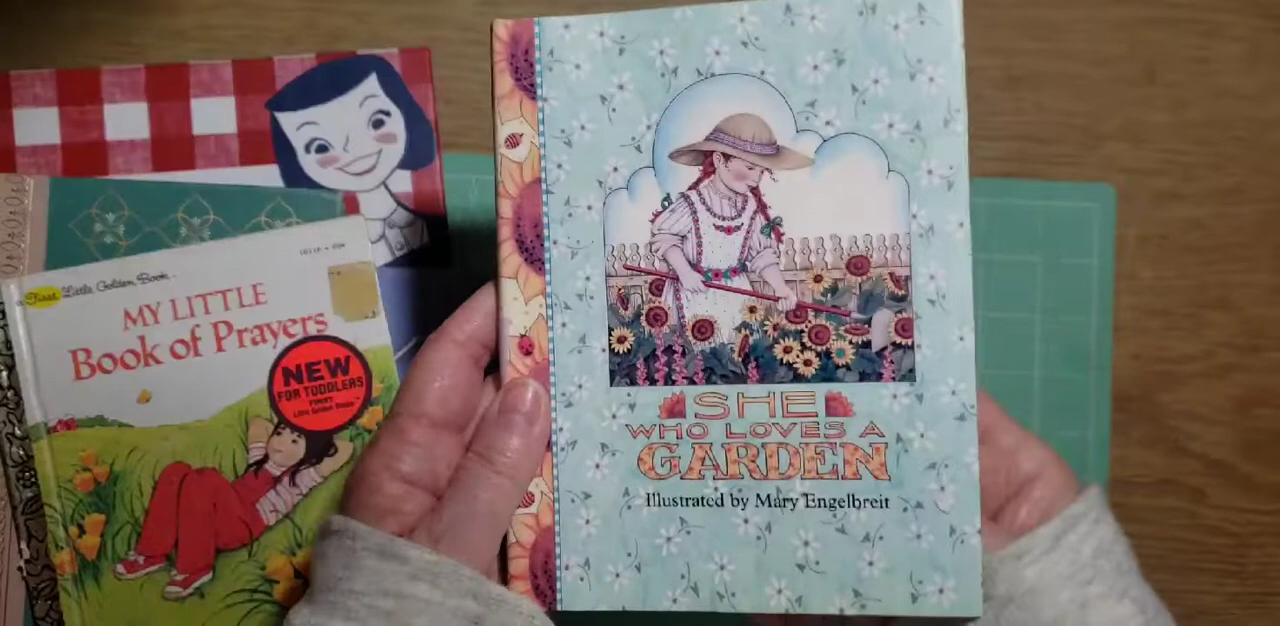 a First Little Golden Book
MY LITTLE
Book of Prayers
NEW
FOR TODDLERS
FIRST
Little Golden Books
SHE
WHO LOVES A
GARDEN
Illustrated by Mary Engelbreit